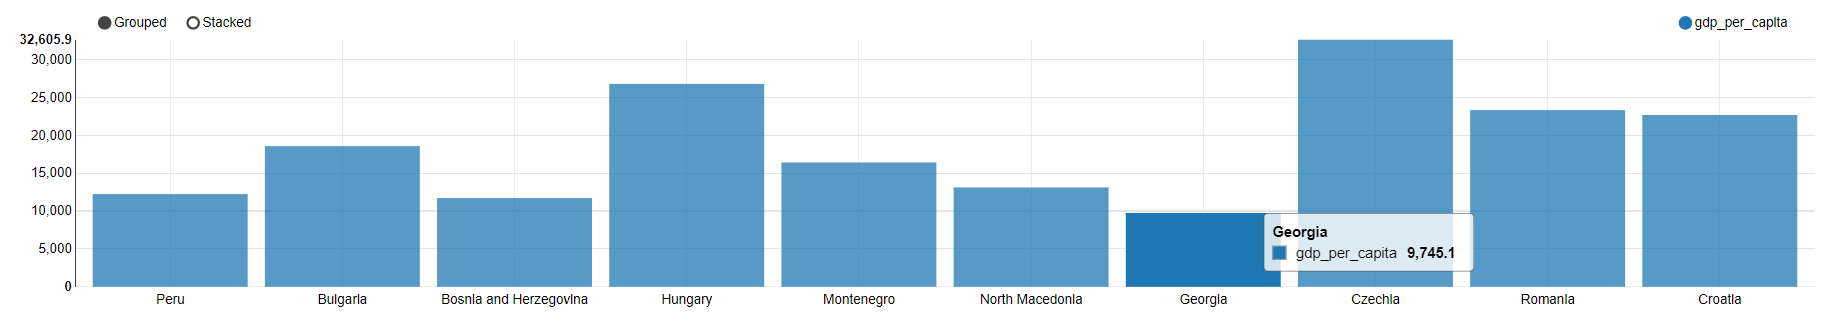 Grouped Stacked gdp_per_capita
32,605.9
30,000
25,000
20,000
15,000
10,000
5,000
0
Georgia
gdp_per_capita 9,745.1
Peru Bulgaria Bosnia and Herzegovina Hungary Montenegro North Macedonia Georgia Czechia Romania Croatia